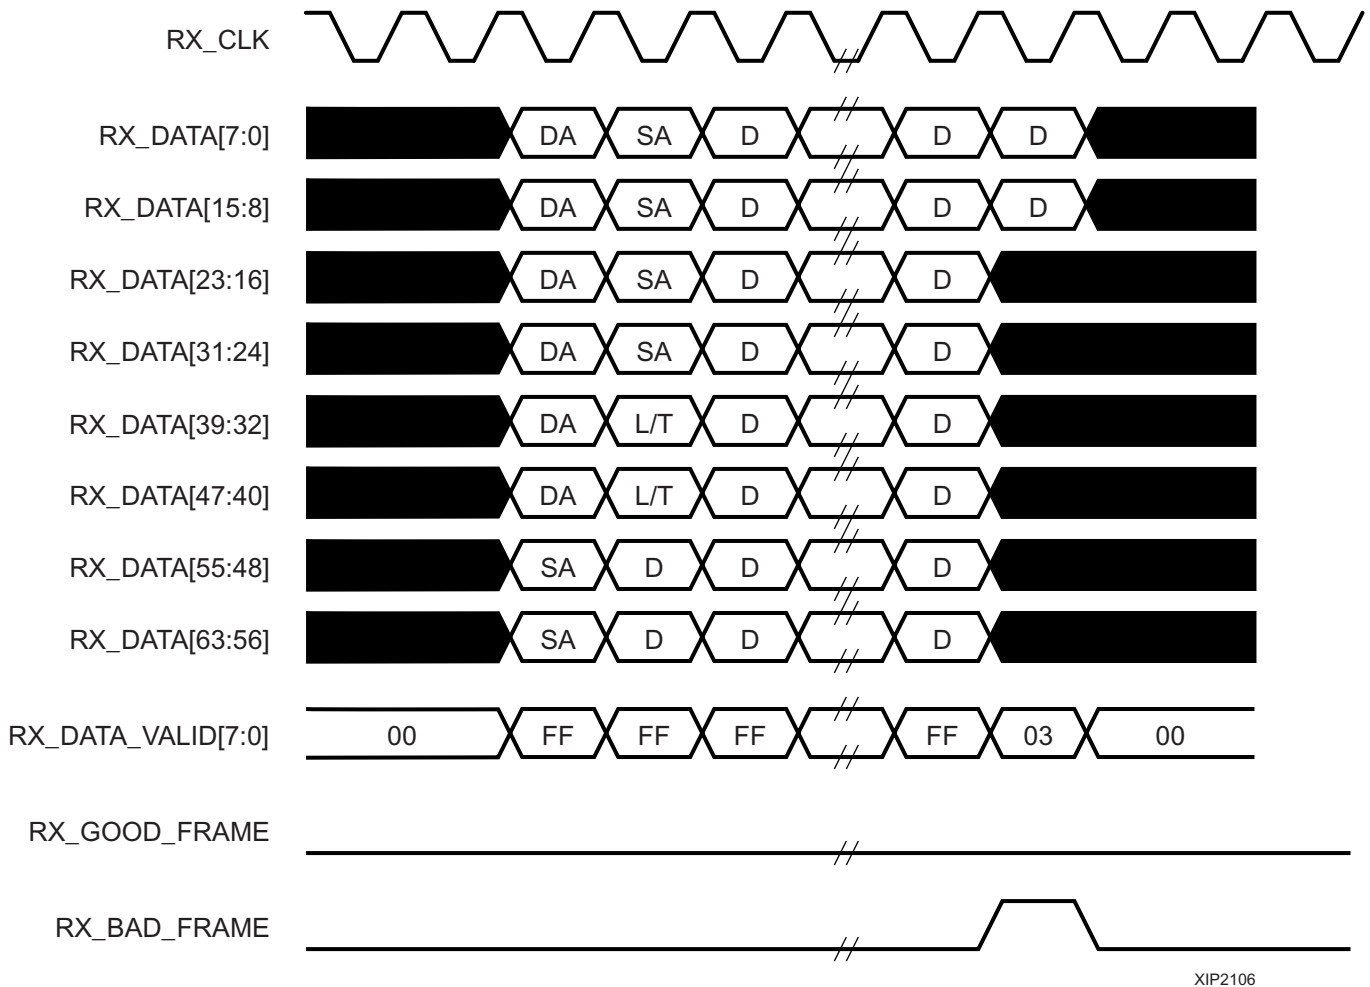 RX_CLK
RX_DATA[7:0] DA SA D D D
RX_DATA[15:8] DA SA D D D
RX_DATA[23:16] DA SA D D
RX_DATA[31:24] DA SA D D
RX_DATA[39:32] DA L/T D D
RX_DATA[47:40] DA L/T D D
RX_DATA[55:48] SA D D D
RX_DATA[63:56] SA D D D
RX_DATA_VALID[7:0] 00 FF FF FF FF 03 00
RX_GOOD_FRAME
RX_BAD_FRAME
XIP2106